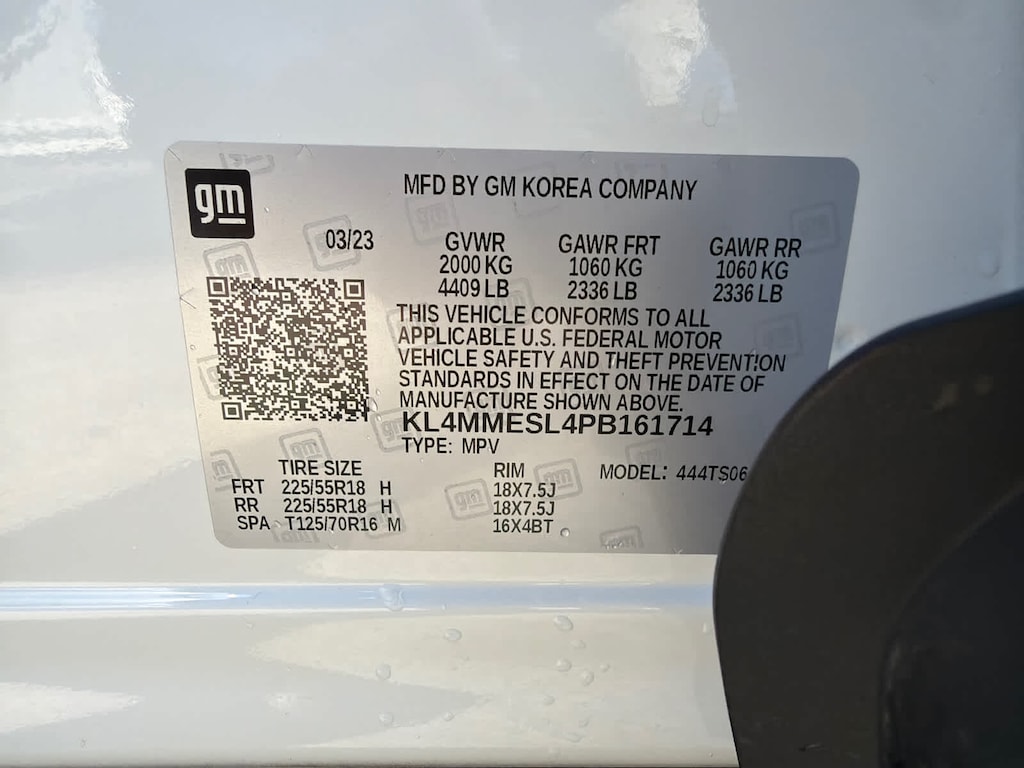 gm
MFD BY GM KOREA COMPANY
03/23 GVWR GAWR FRT GAWR RR
2000 KG 1060 KG 1060 KG
4409 LB 2336 LB 2336 LB
THIS VEHICLE CONFORMS TO ALL
APPLICABLE U.S. FEDERAL MOTOR
VEHICLE SAFETY AND THEFT PREVENTION
STANDARDS IN EFFECT ON THE DATE OF
MANUFACTURE SHOWN ABOVE.
KL4MMESL4PB161714
TYPE: MPV
TIRE SIZE RIM MODEL: 444TS06
FRT 225/55R18 H 18X7.5J
RR 225/55R18 H 18X7.5J
SPA T125/70R16 M 16X4BT